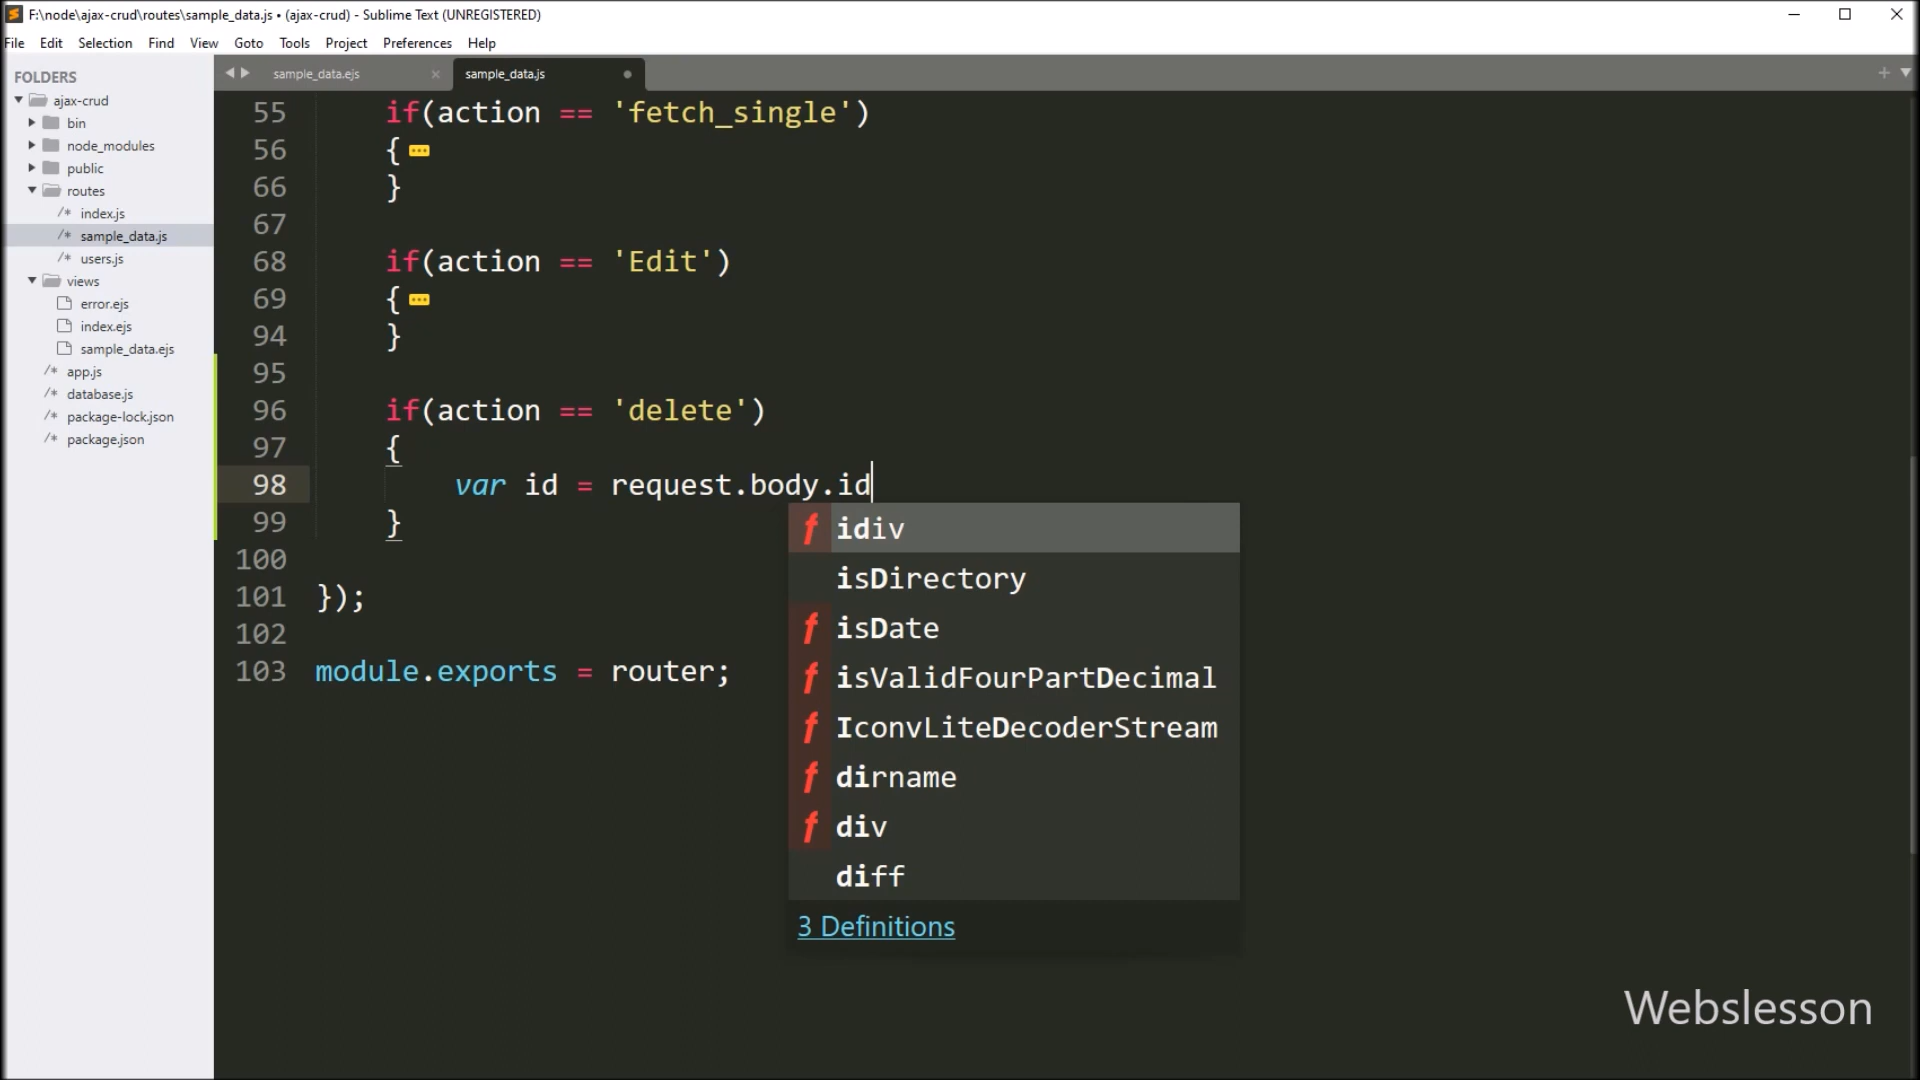 F:\node\ajax-crud\routes\sample_data.js • (ajax-crud) - Sublime Text (UNREGISTERED)
File Edit Selection Find View Goto Tools Project Preferences Help
FOLDERS
ajax-crud
bin
node_modules
public
routes
/* index.js
/* sample_data.js
/* users.js
views
error.ejs
index.ejs
sample_data.ejs
/* app.js
/* database.js
/* package-lock.json
/* package.json
sample_data.ejs
sample_data.js
55 if(action == 'fetch_single')
56 {
66 }
67
68 if(action == 'Edit')
69 {
94 }
95
96 if(action == 'delete')
97 {
98 var id = request.body.id
99 }
100
101 });
102
103 module.exports = router;
f idiv
isDirectory
f isDate
f isValidFourPartDecimal
f IconvLiteDecoderStream
f dirname
f div
diff
3 Definitions
Webslesson